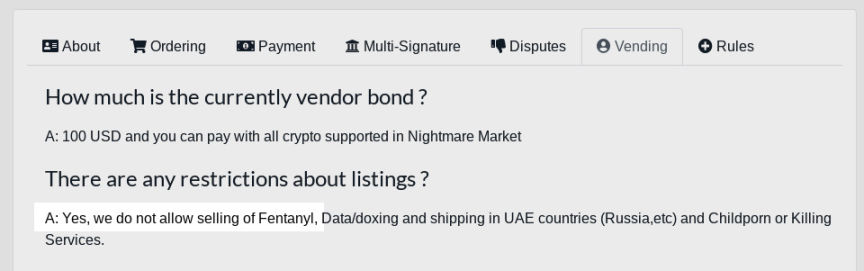 About Ordering Payment Multi-Signature Disputes Vending Rules
How much is the currently vendor bond ?
A: 100 USD and you can pay with all crypto supported in Nightmare Market
There are any restrictions about listings ?
A: Yes, we do not allow selling of Fentanyl, Data/doxing and shipping in UAE countries (Russia,etc) and Childporn or Killing
Services.